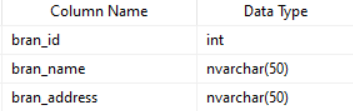 Column Name Data Type
bran_id int
bran_name nvarchar(50)
bran_address nvarchar(50)